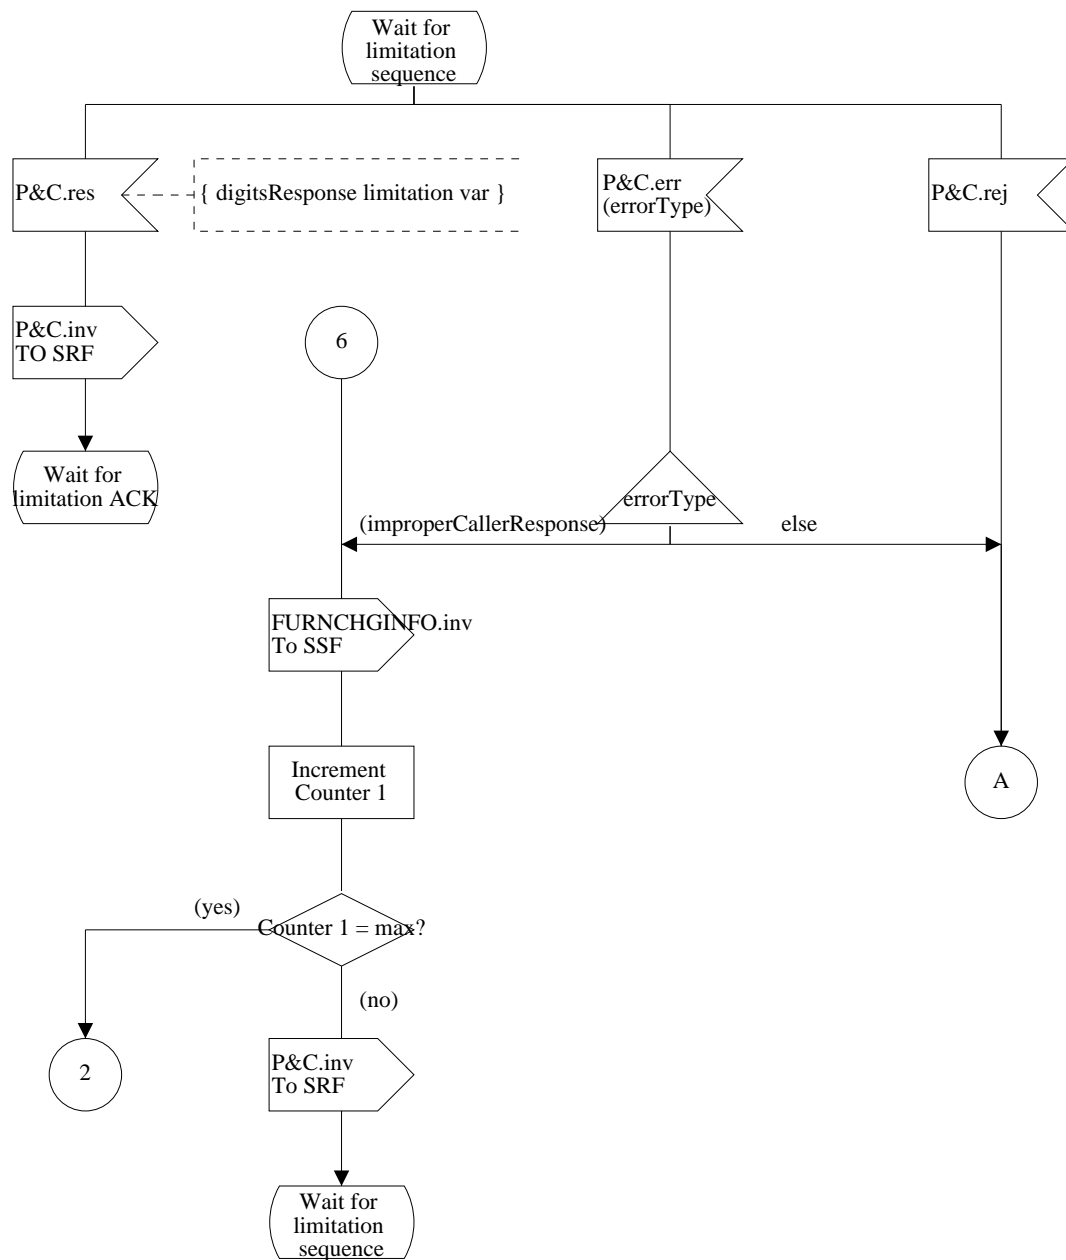 Wait for
limitation
sequence
P&C.res
{ digitsResponse limitation var }
P&C.err
(errorType)
P&C.rej
P&C.inv
TO SRF
6
Wait for
limitation ACK
errorType
(improperCallerResponse)
else
FURNCHGINFO.inv
To SSF
Increment
Counter 1
A
(yes)
Counter 1 = max?
(no)
2
P&C.inv
To SRF
Wait for
limitation
sequence